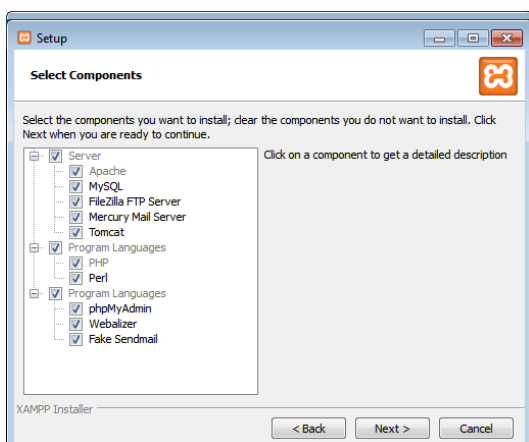 Setup
Select Components
Select the components you want to install; clear the components you do not want to install. Click
Next when you are ready to continue.
Server
Apache
MySQL
FileZilla FTP Server
Mercury Mail Server
Tomcat
Program Languages
PHP
Perl
Program Languages
phpMyAdmin
Webalizer
Fake Sendmail
Click on a component to get a detailed description
XAMPP Installer
< Back
Next >
Cancel